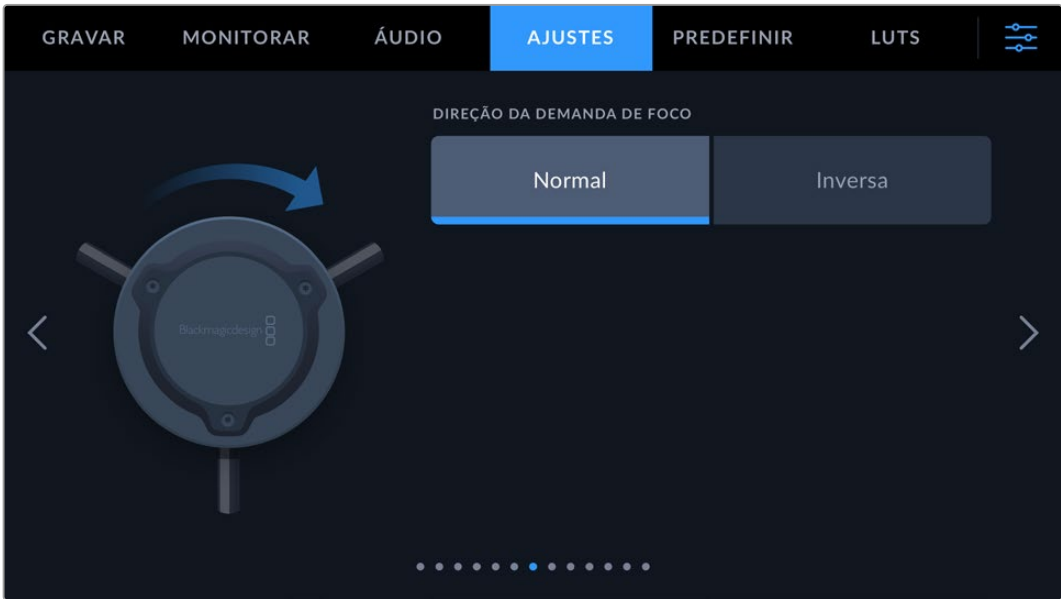 GRAVAR MONITORAR ÁUDIO AJUSTES PREDEFINIR LUTS
DIREÇÃO DA DEMANDA DE FOCO
Normal Inversa
Blackmagicdesign